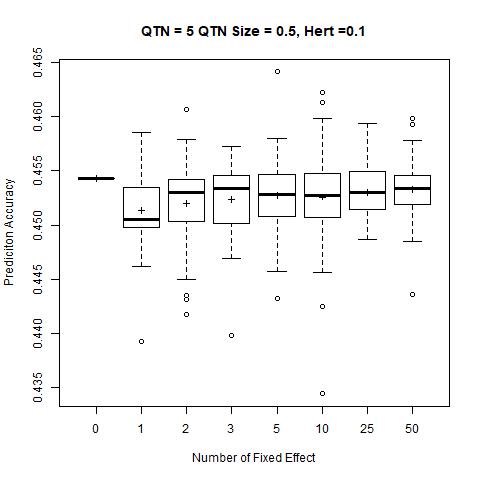 QTN = 5 QTN Size = 0.5, Hert =0.1
0.465
0.460
0.455
0.450
0.445
0.440
0.435
Prediciton Accuracy
0 1 2 3 5 10 25 50
Number of Fixed Effect